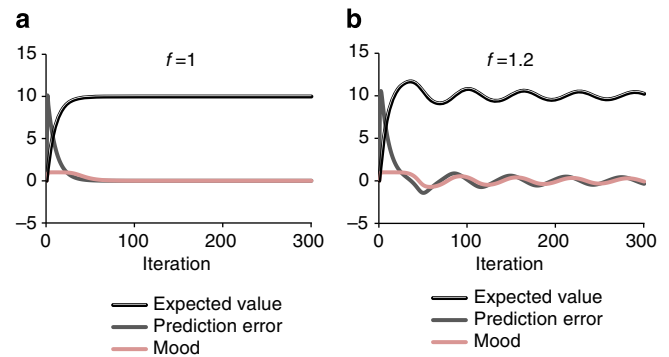 a
f=1
15
10
5
0
–5
0 100 200 300
Iteration
Expected value
Prediction error
Mood
b
f=1.2
15
10
5
0
–5
0 100 200 300
Iteration
Expected value
Prediction error
Mood